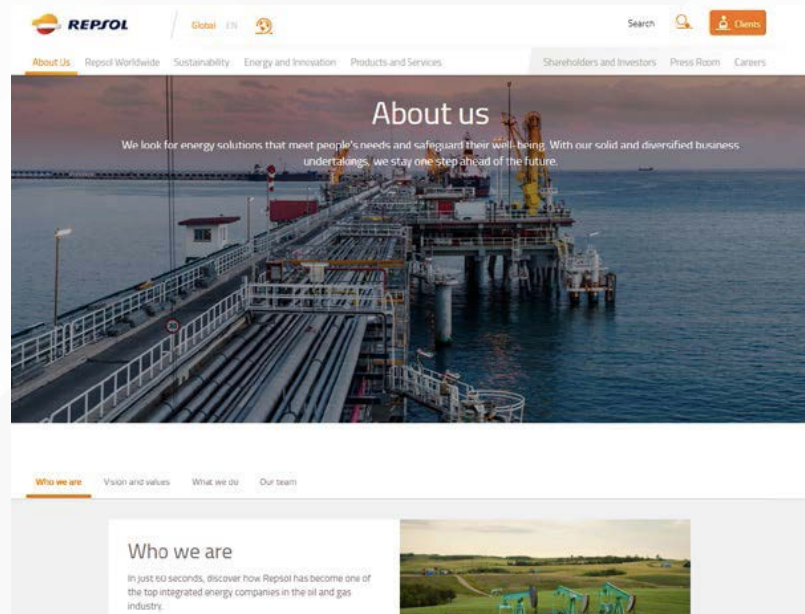 REPSOL
Global EN
Search
Clients
About Us Repsol Worldwide Sustainability Energy and Innovation Products and Services
Shareholders and Investors Press Room Careers
About us
We look for energy solutions that meet people's needs and safeguard their well-being. With our solid and diversified business
undertakings, we stay one step ahead of the future.
Who we are Vision and values What we do Our team
Who we are
In just 60 seconds, discover how Repsol has become one of
the top integrated energy companies in the oil and gas
industry.